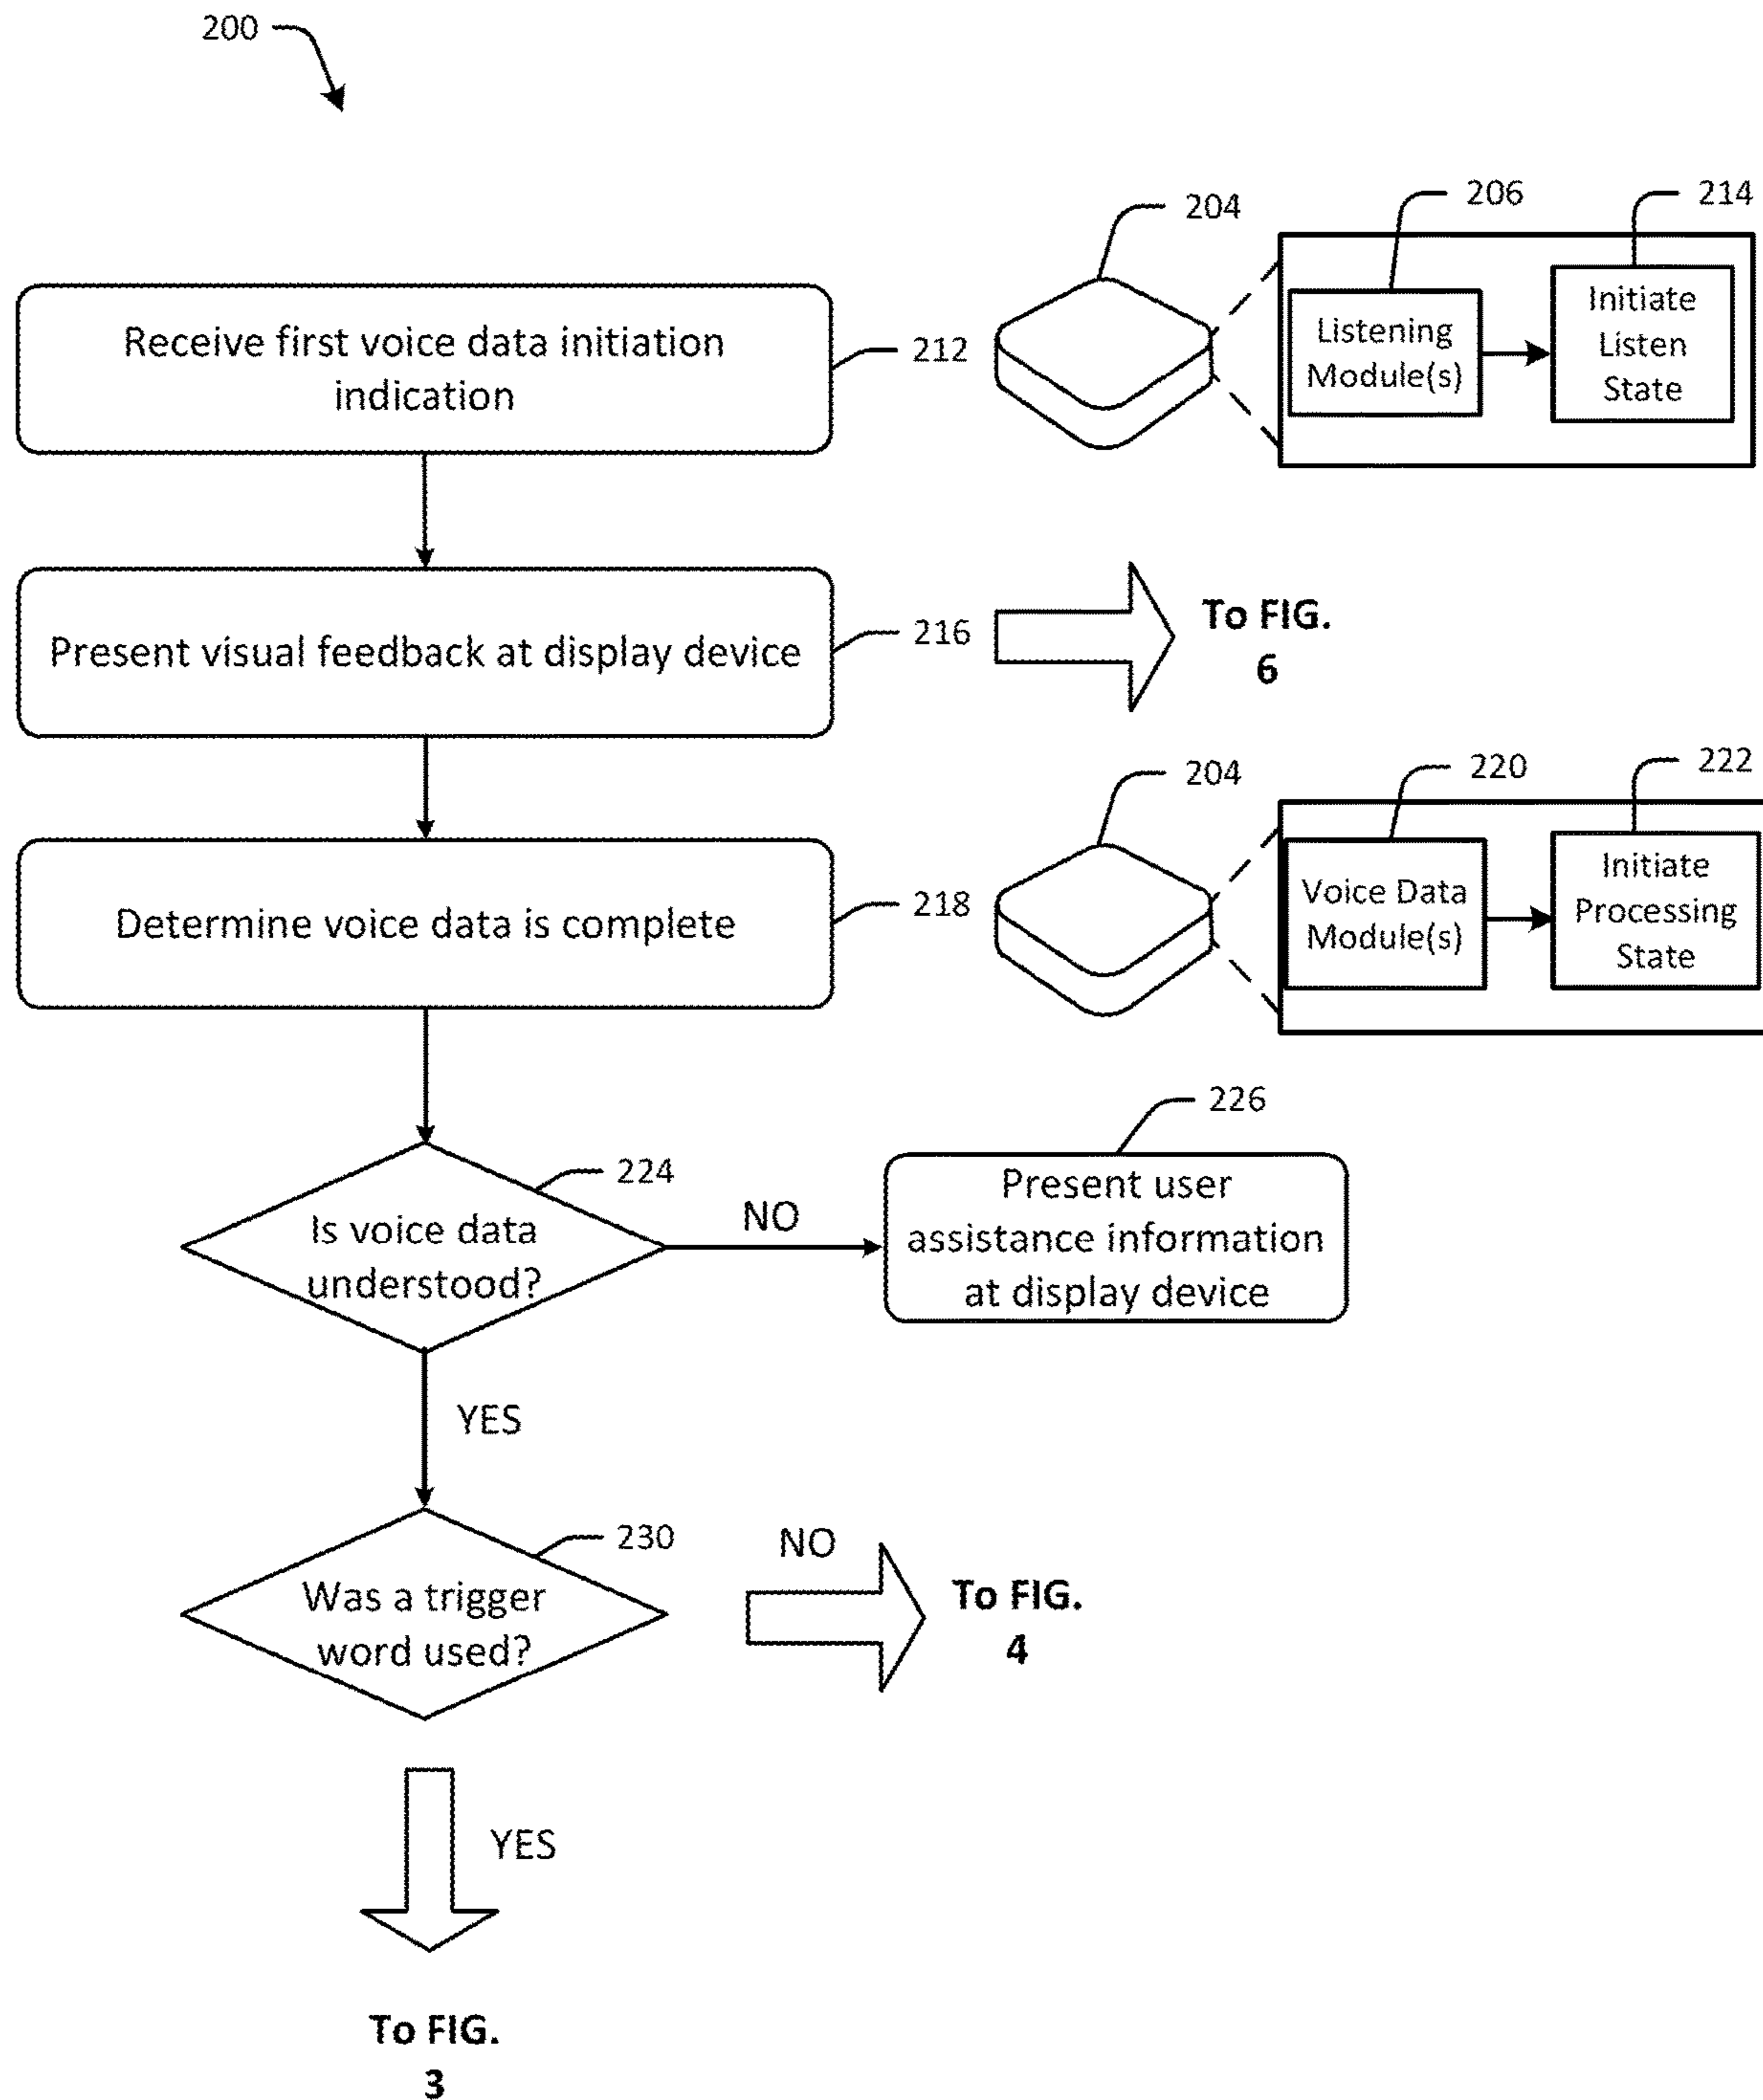 200
204
206
214
Receive first voice data initiation
indication
212
Listening
Module(s)
Initiate
Listen
State
Present visual feedback at display device
216
To FIG.
6
204
220
222
Determine voice data is complete
218
Voice Data
Module(s)
Initiate
Processing
State
224
Is voice data
understood?
NO
226
Present user
assistance information
at display device
YES
230
Was a trigger
word used?
NO
To FIG.
4
YES
To FIG.
3